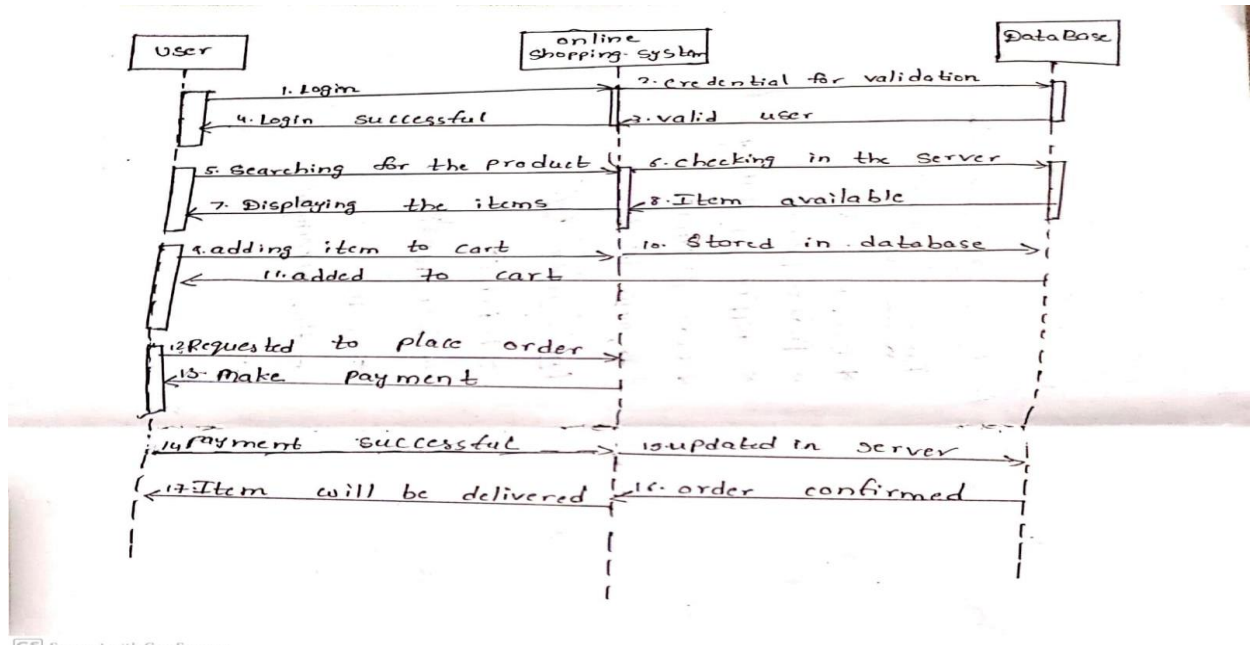 User
online
shopping-system
DataBase
1. Login
2. credential for validation
4. Login successful
3. valid user
5. Searching for the product
6. checking in the server
7. Displaying the items
8. Item available
9. adding item to cart
10. Stored in database
11. added to cart
12. Requested to place order
13. Make payment
14. Payment successful
15. updated in server
17. Item will be delivered
16. order confirmed